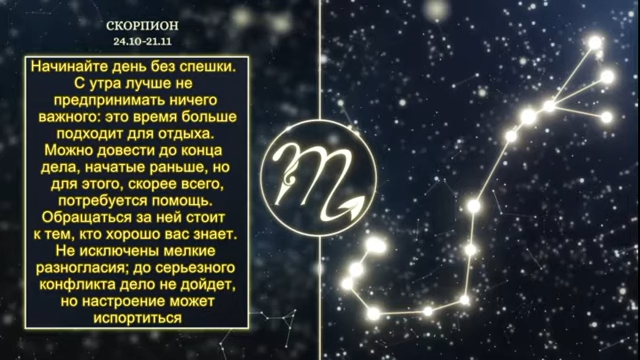 СКОРПИОН
24.10-21.11
Начинайте день без спешки.
С утра лучше не
предпринимать ничего
важного: это время больше
подходит для отдыха.
Можно довести до конца
дела, начатые раньше, но
для этого, скорее всего,
потребуется помощь.
Обращаться за ней стоит
к тем, кто хорошо вас знает.
Не исключены мелкие
разногласия; до серьезного
конфликта дело не дойдет,
но настроение может
испортиться